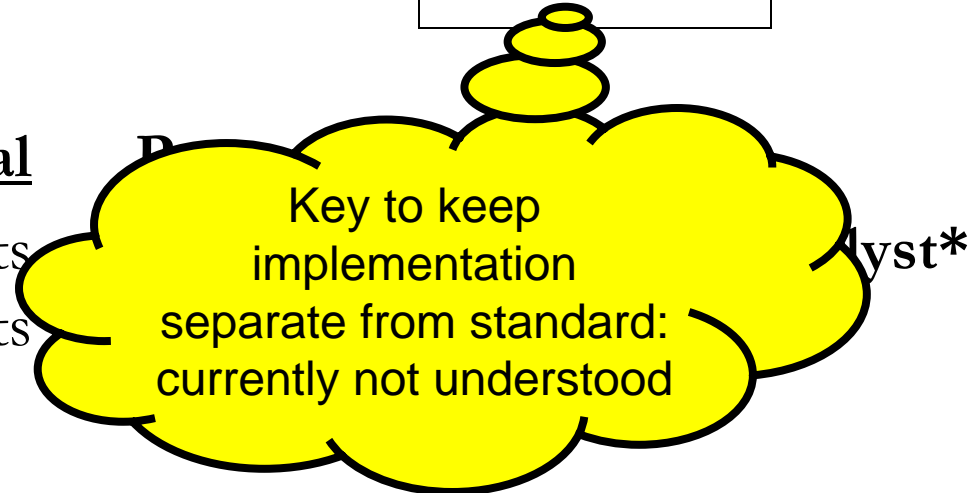 Key to keep
implementation
separate from standard:
currently not understood